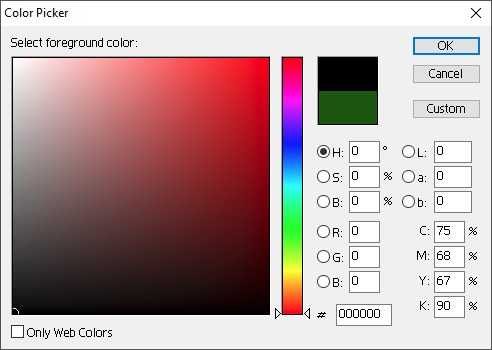 Color Picker
Select foreground color:
OK
Cancel
Custom
H: 0 °
S: 0 %
B: 0 %
R: 0
G: 0
B: 0
# 000000
L: 0
a: 0
b: 0
C: 75 %
M: 68 %
Y: 67 %
K: 90 %
Only Web Colors